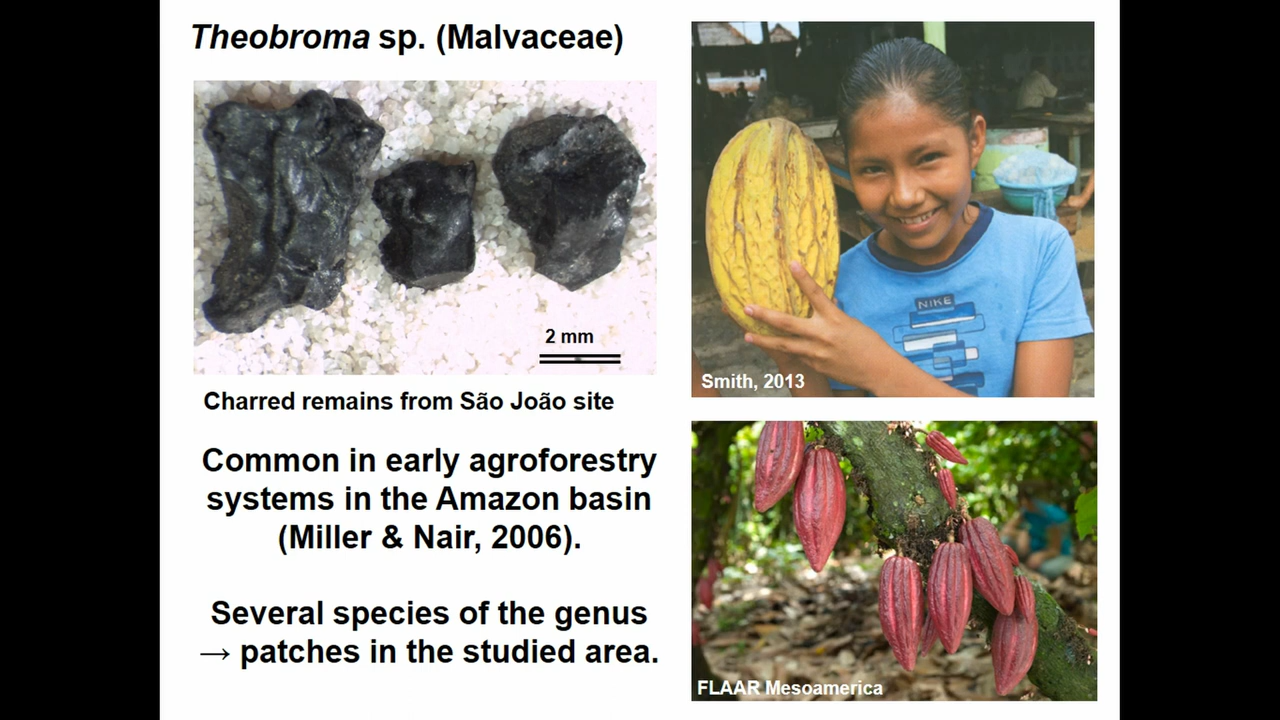 Theobroma sp. (Malvaceae)
2 mm
Charred remains from São João site
Common in early agroforestry
systems in the Amazon basin
(Miller & Nair, 2006).
Several species of the genus
→ patches in the studied area.
NIKE
Smith, 2013
FLAAR Mesoamerica